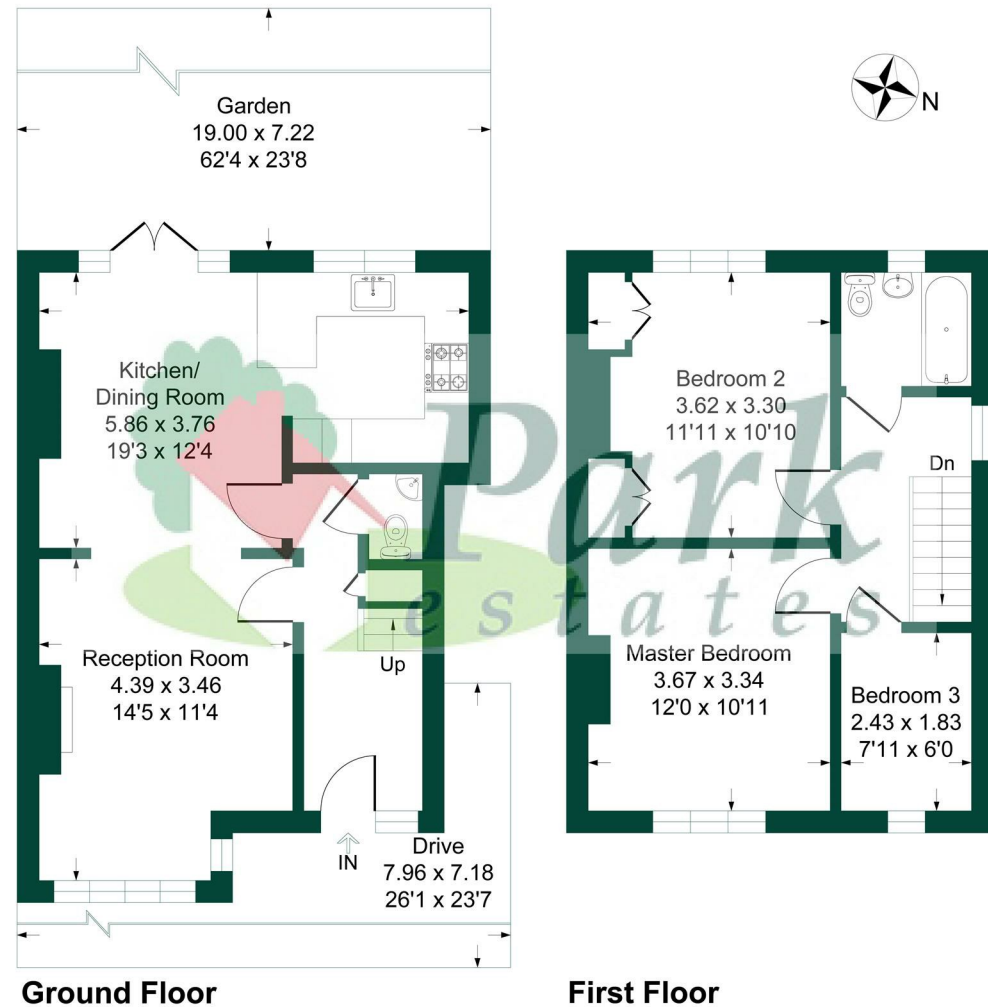 Garden
19.00 x 7.22
62'4 x 23'8
N
Kitchen/
Dining Room
5.86 x 3.76
19'3 x 12'4
Bedroom 2
3.62 x 3.30
11'11 x 10'10
Dn
Park
estates
Reception Room
4.39 x 3.46
14'5 x 11'4
Up
Master Bedroom
3.67 x 3.34
12'0 x 10'11
Bedroom 3
2.43 x 1.83
7'11 x 6'0
IN
Drive
7.96 x 7.18
26'1 x 23'7
Ground Floor
First Floor